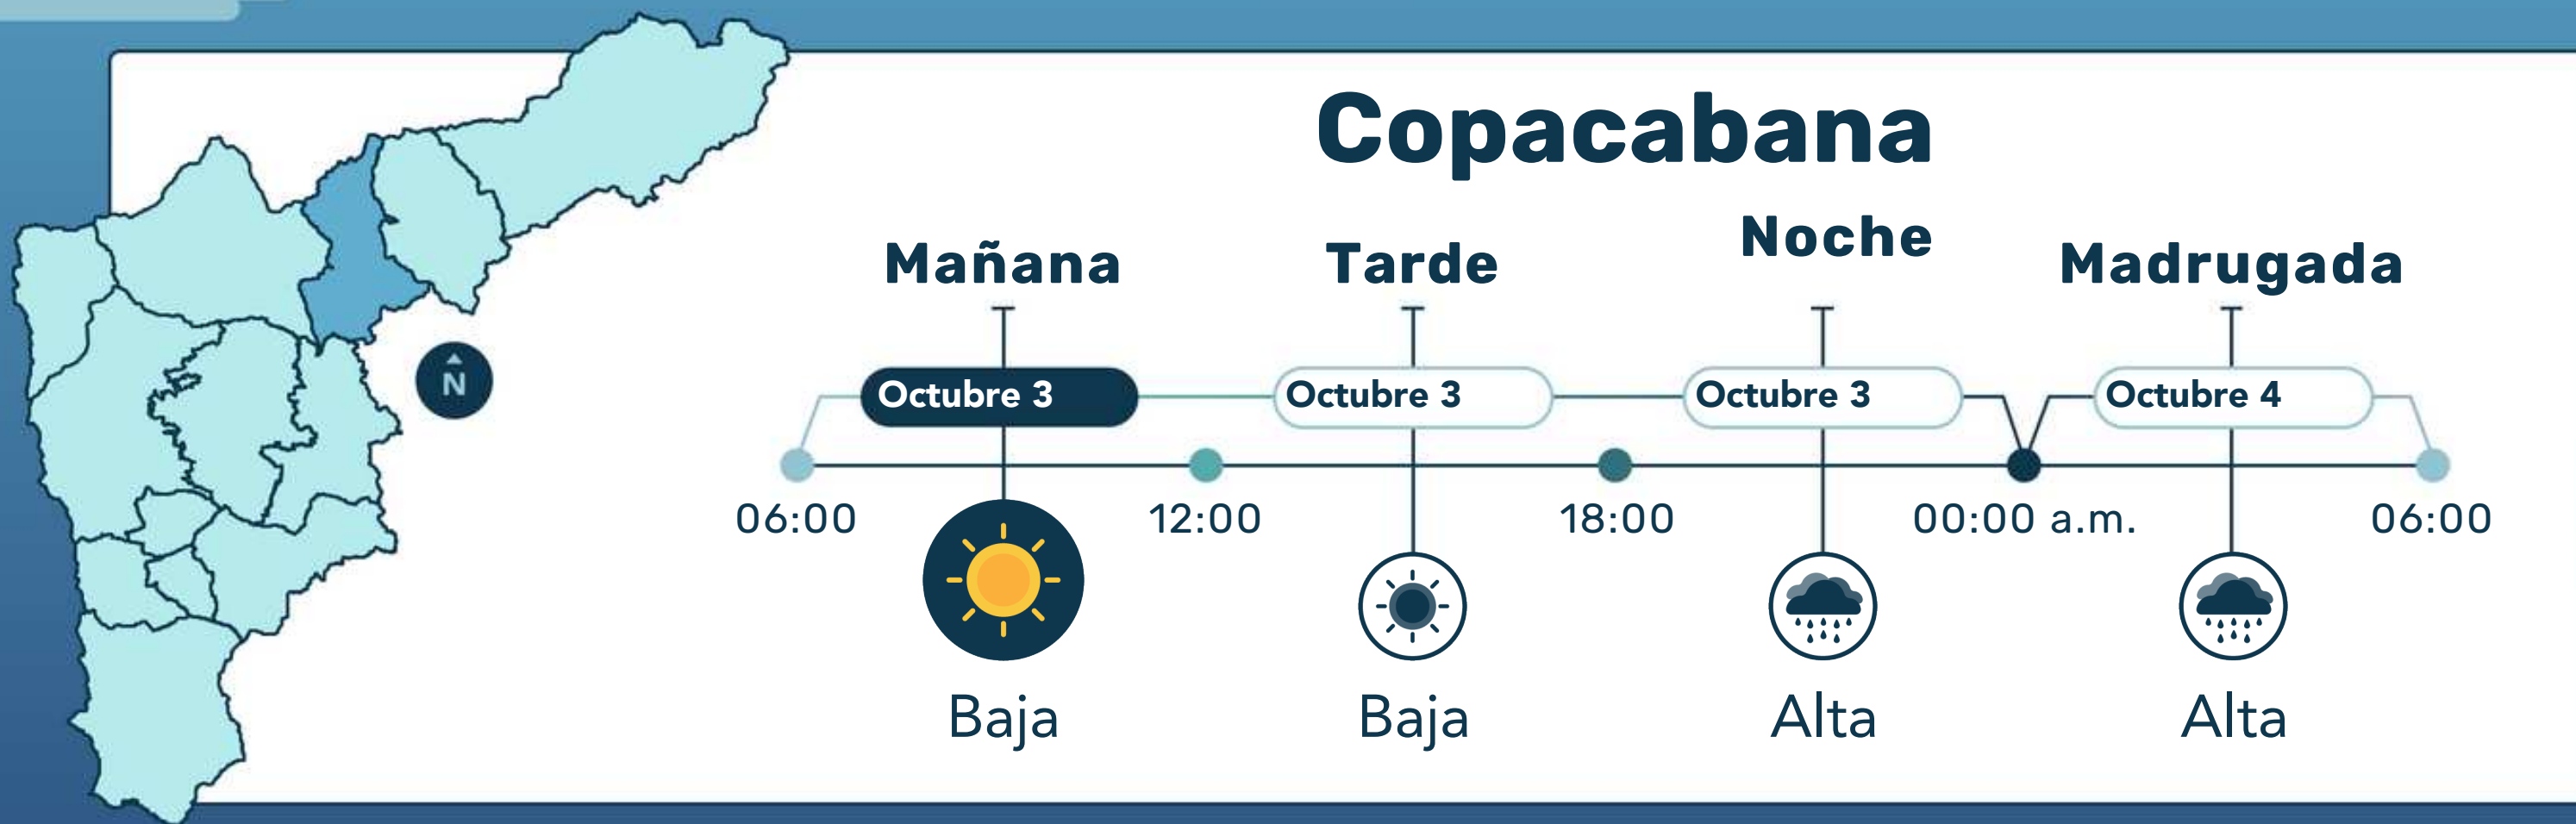 Copacabana
Mañana
Tarde
Noche
Madrugada
Octubre 3
Octubre 3
Octubre 3
Octubre 4
N
06:00
12:00
18:00
00:00 a.m.
06:00
Baja
Baja
Alta
Alta